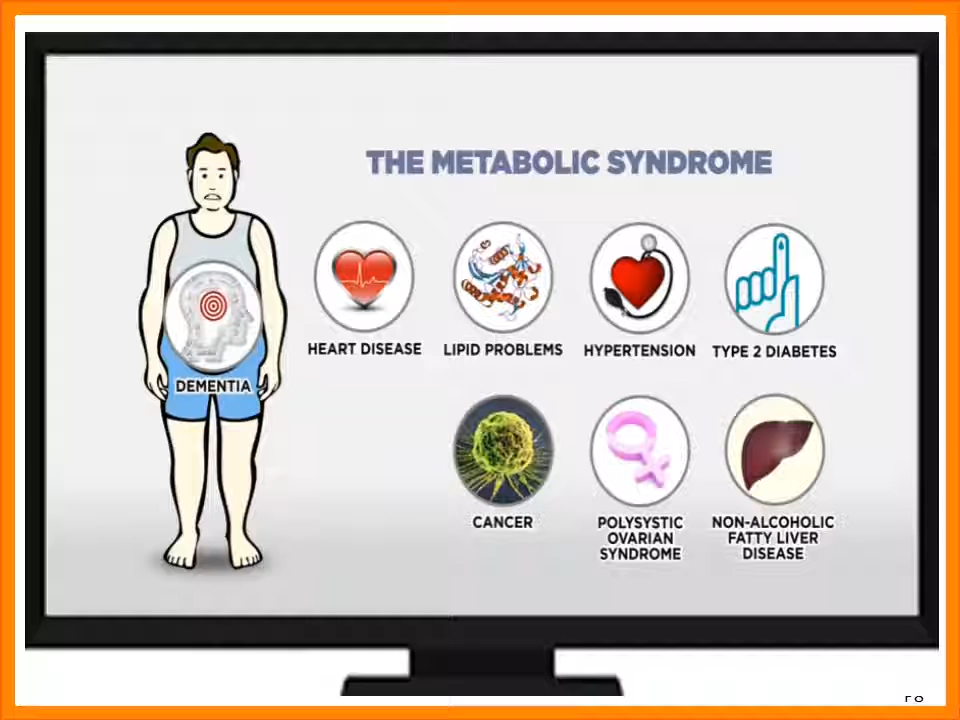 THE METABOLIC SYNDROME
HEART DISEASE
LIPID PROBLEMS
HYPERTENSION
TYPE 2 DIABETES
DEMENTIA
CANCER
POLYSYSTIC
OVARIAN
SYNDROME
NON-ALCOHOLIC
FATTY LIVER
DISEASE